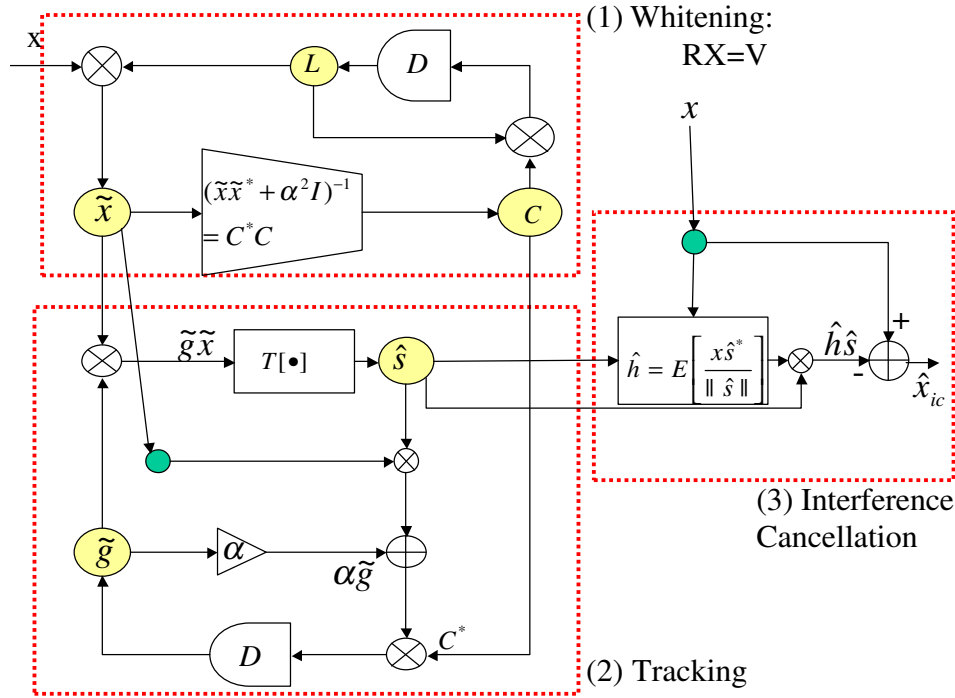 (1) Whitening:
RX=V
x
L
D
x
x̃
(x̃x̃* + α²I)⁻¹
= C*C
C
g̃x̃
T[•]
ŝ
ĥ = E[xŝ* / ‖ ŝ ‖]
ĥŝ
+
-
x̂ᵢ𝒸
(3) Interference
Cancellation
g̃
α
αg̃
D
C*
(2) Tracking